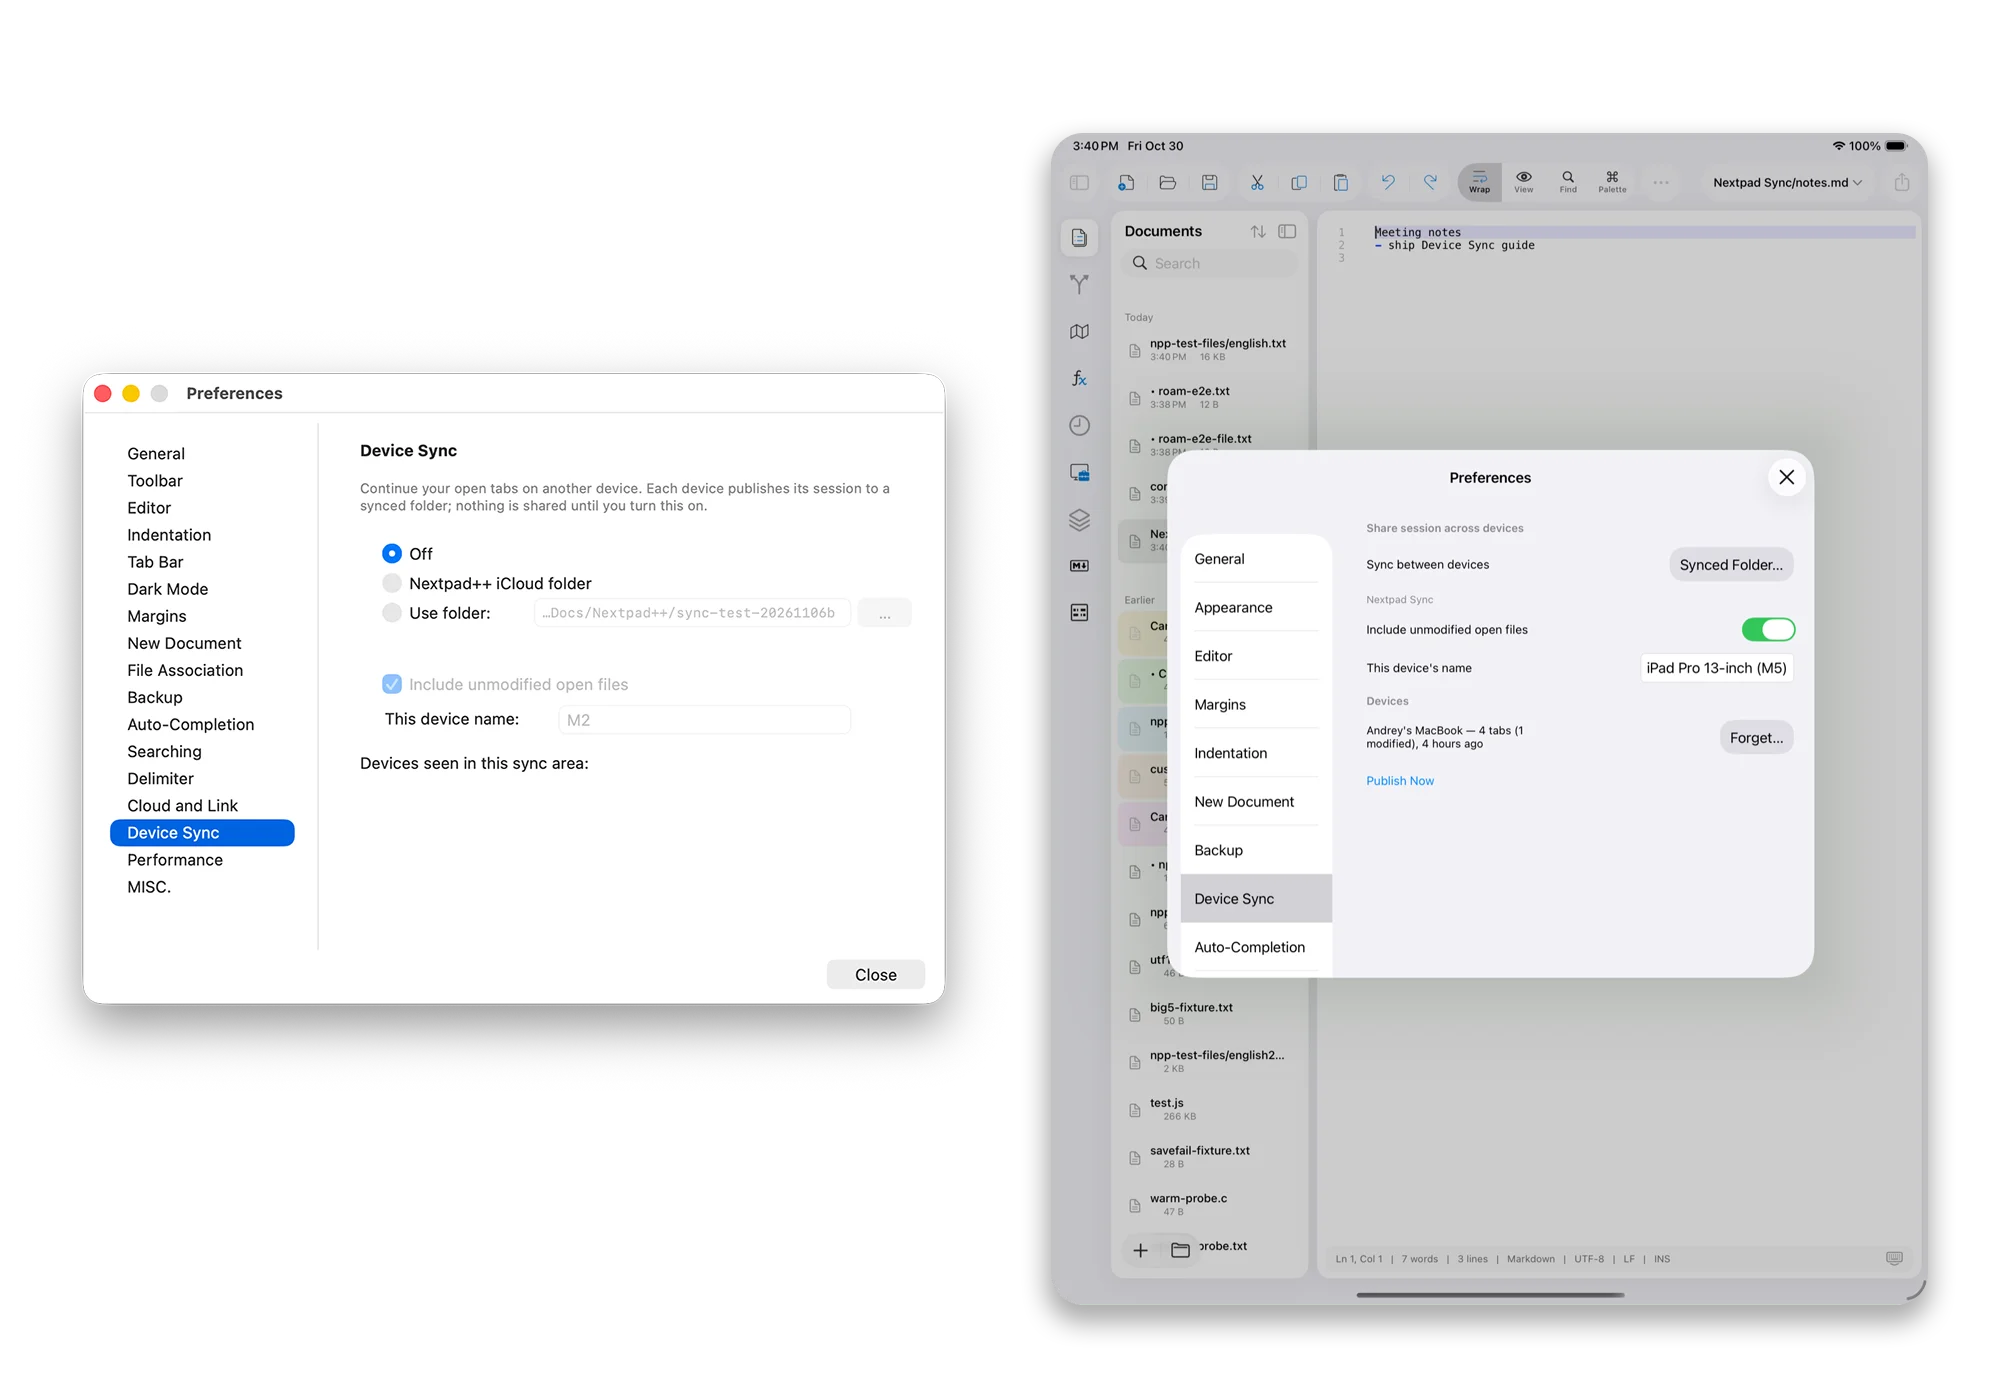 Preferences
General
Toolbar
Editor
Indentation
Tab Bar
Dark Mode
Margins
New Document
File Association
Backup
Auto-Completion
Searching
Delimiter
Cloud and Link
Device Sync
Performance
MISC.
Device Sync
Continue your open tabs on another device. Each device publishes its session to a
synced folder; nothing is shared until you turn this on.
Off
Nextpad++ iCloud folder
Use folder: …Docs/Nextpad++/sync-test-20261106b ...
Include unmodified open files
This device name: M2
Devices seen in this sync area:
Close
3:40 PM Fri Oct 30 100%
Wrap View Find Palette Nextpad Sync/notes.md
Documents
Search
Today
npp-test-files/english.txt
3:40 PM 16 KB
• roam-e2e.txt
3:38 PM 12 B
• roam-e2e-file.txt
3:38 PM
Earlier
big5-fixture.txt
50 B
npp-test-files/english2...
2 KB
test.js
266 KB
savefail-fixture.txt
28 B
warm-probe.c
47 B
probe.txt
1 Meeting notes
2 - ship Device Sync guide
3
Preferences
General
Appearance
Editor
Margins
Indentation
New Document
Backup
Device Sync
Auto-Completion
Share session across devices
Sync between devices Synced Folder...
Nextpad Sync
Include unmodified open files
This device's name iPad Pro 13-inch (M5)
Devices
Andrey's MacBook — 4 tabs (1
modified), 4 hours ago Forget...
Publish Now
Ln 1, Col 1 | 7 words | 3 lines | Markdown | UTF-8 | LF | INS